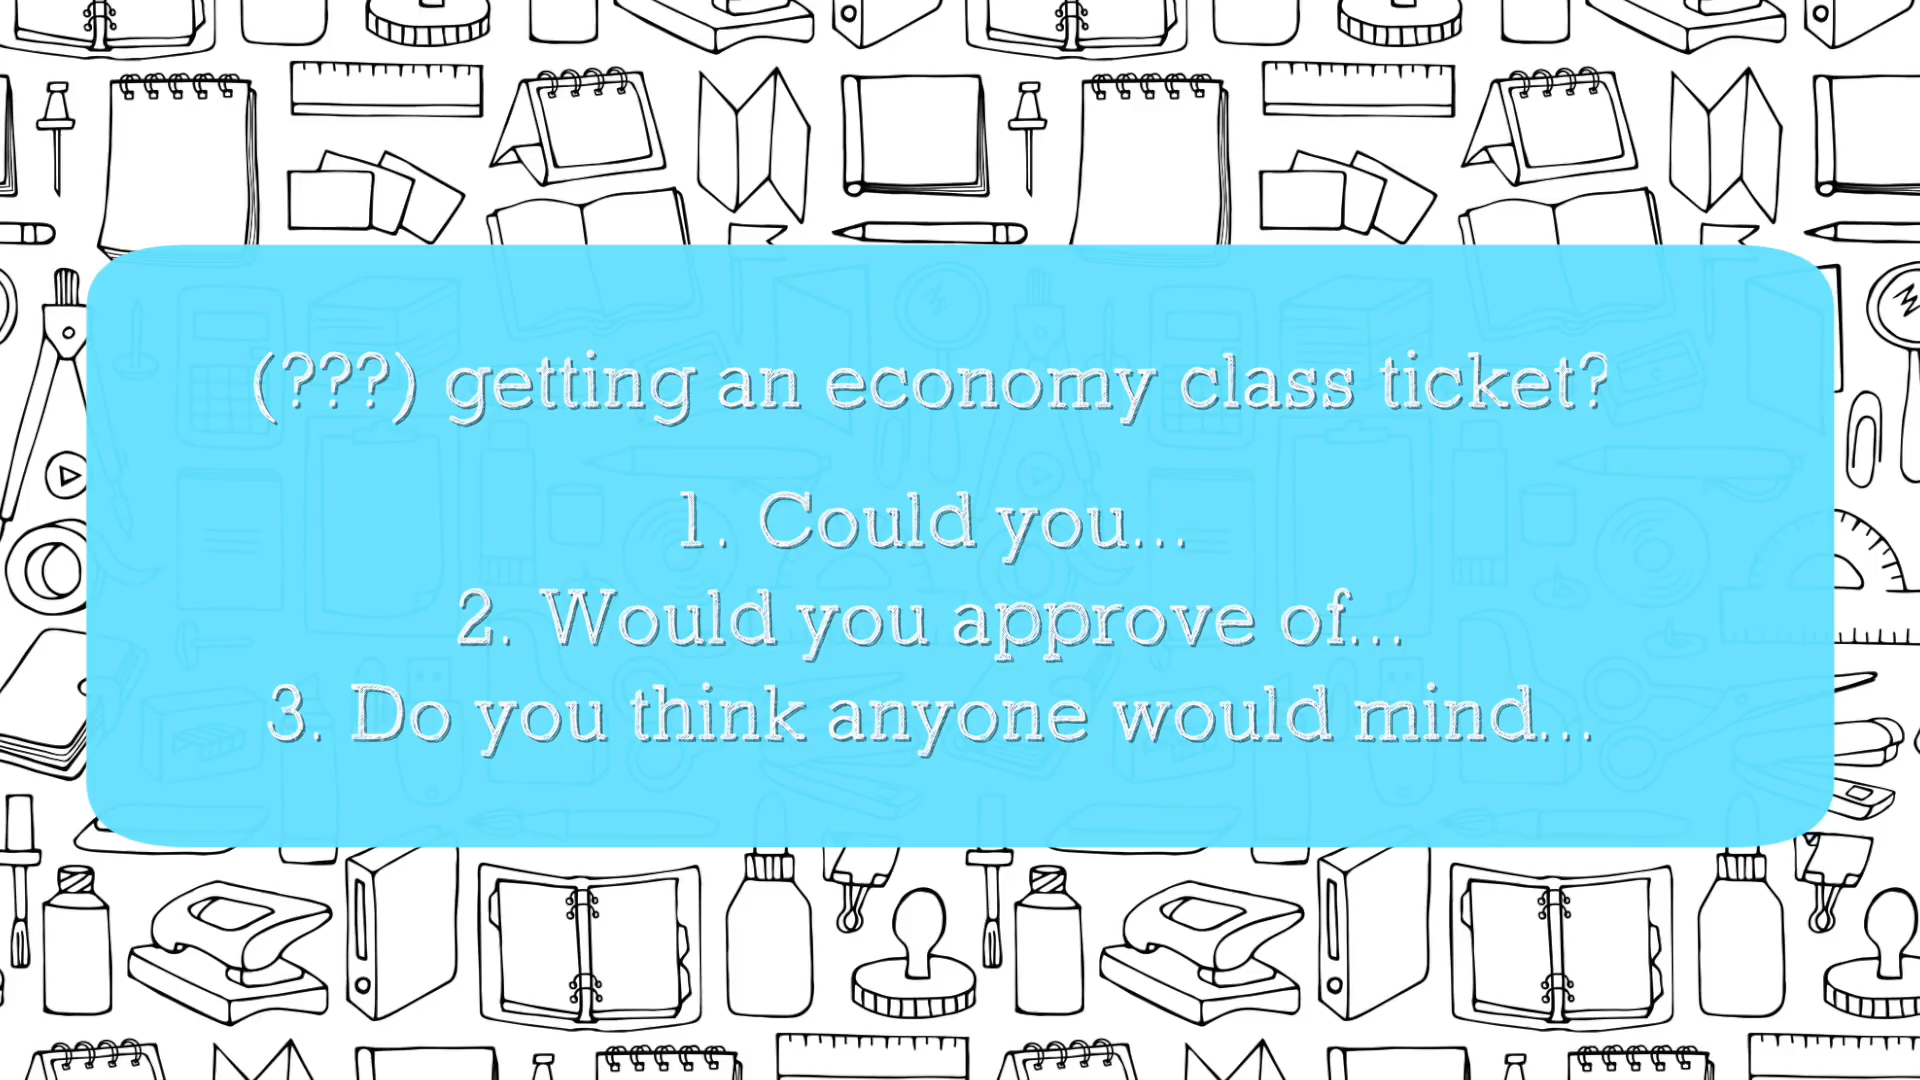 (???) getting an economy class ticket?
1. Could you...
2. Would you approve of...
3. Do you think anyone would mind...